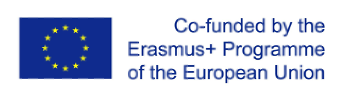 Co-funded by the
Erasmus+ Programme
of the European Union